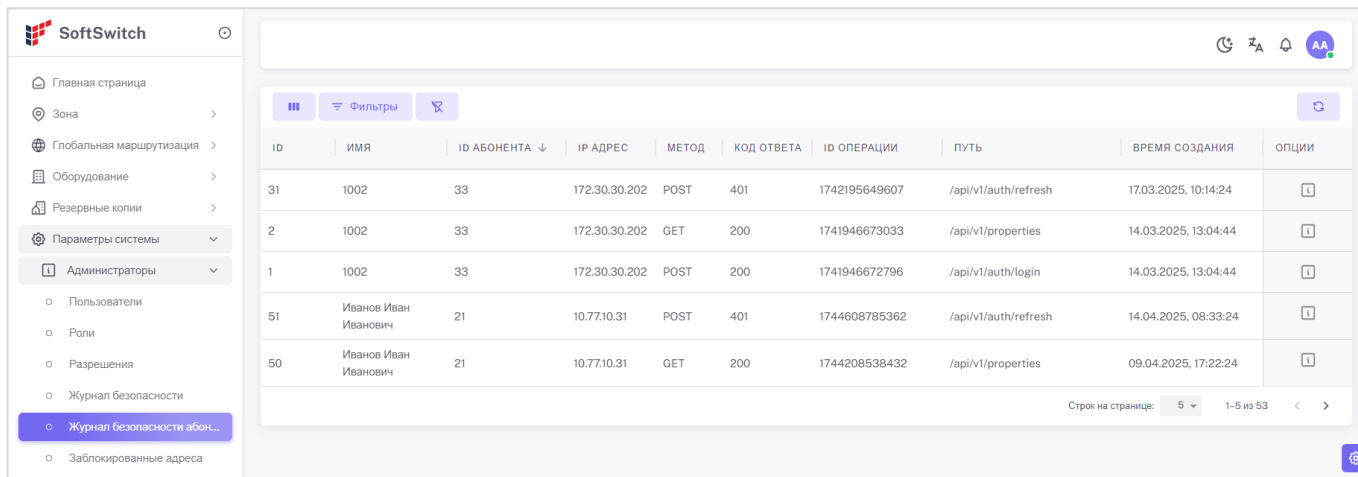 SoftSwitch
Главная страница
Зона
Глобальная маршрутизация
Оборудование
Резервные копии
Параметры системы
Администраторы
Пользователи
Роли
Разрешения
Журнал безопасности
Журнал безопасности абон...
Заблокированные адреса
AA
Фильтры
ID ИМЯ ID АБОНЕНТА IP АДРЕС МЕТОД КОД ОТВЕТА ID ОПЕРАЦИИ ПУТЬ ВРЕМЯ СОЗДАНИЯ ОПЦИИ
31 1002 33 172.30.30.202 POST 401 1742195649607 /api/v1/auth/refresh 17.03.2025, 10:14:24
2 1002 33 172.30.30.202 GET 200 1741946673033 /api/v1/properties 14.03.2025, 13:04:44
1 1002 33 172.30.30.202 POST 200 1741946672796 /api/v1/auth/login 14.03.2025, 13:04:44
51 Иванов Иван Иванович 21 10.77.10.31 POST 401 1744608785362 /api/v1/auth/refresh 14.04.2025, 08:33:24
50 Иванов Иван Иванович 21 10.77.10.31 GET 200 1744208538432 /api/v1/properties 09.04.2025, 17:22:24
Строк на странице: 5 1–5 из 53